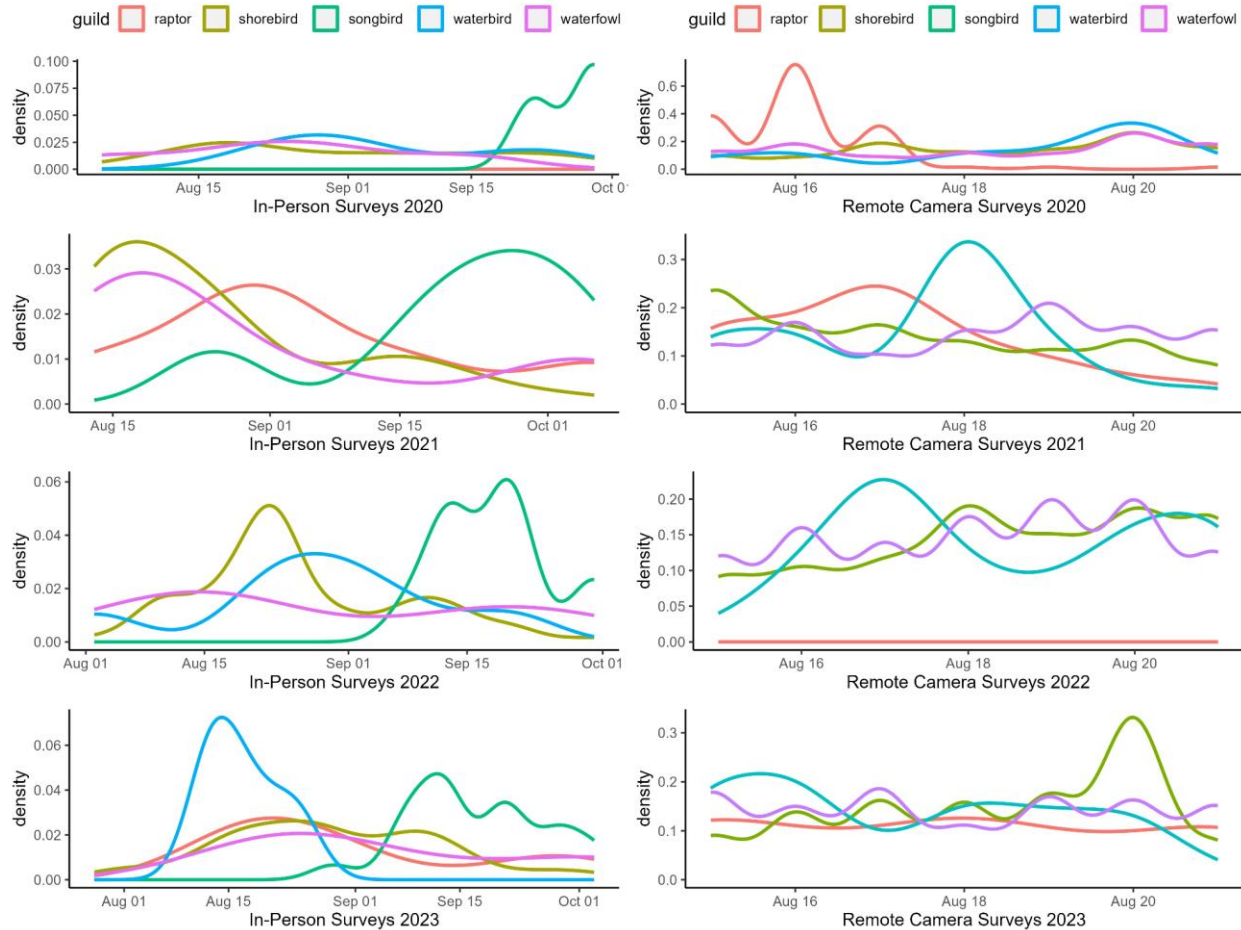 guild raptor shorebird songbird waterbird waterfowl
guild raptor shorebird songbird waterbird waterfowl
density
0.100
0.075
0.050
0.025
0.000
Aug 15 Sep 01 Sep 15 Oct 0
In-Person Surveys 2020
density
0.6
0.4
0.2
0.0
Aug 16 Aug 18 Aug 20
Remote Camera Surveys 2020
density
0.03
0.02
0.01
0.00
Aug 15 Sep 01 Sep 15 Oct 01
In-Person Surveys 2021
density
0.3
0.2
0.1
0.0
Aug 16 Aug 18 Aug 20
Remote Camera Surveys 2021
density
0.06
0.04
0.02
0.00
Aug 01 Aug 15 Sep 01 Sep 15 Oct 01
In-Person Surveys 2022
density
0.20
0.15
0.10
0.05
0.00
Aug 16 Aug 18 Aug 20
Remote Camera Surveys 2022
density
0.06
0.04
0.02
0.00
Aug 01 Aug 15 Sep 01 Sep 15 Oct 01
In-Person Surveys 2023
density
0.3
0.2
0.1
0.0
Aug 16 Aug 18 Aug 20
Remote Camera Surveys 2023